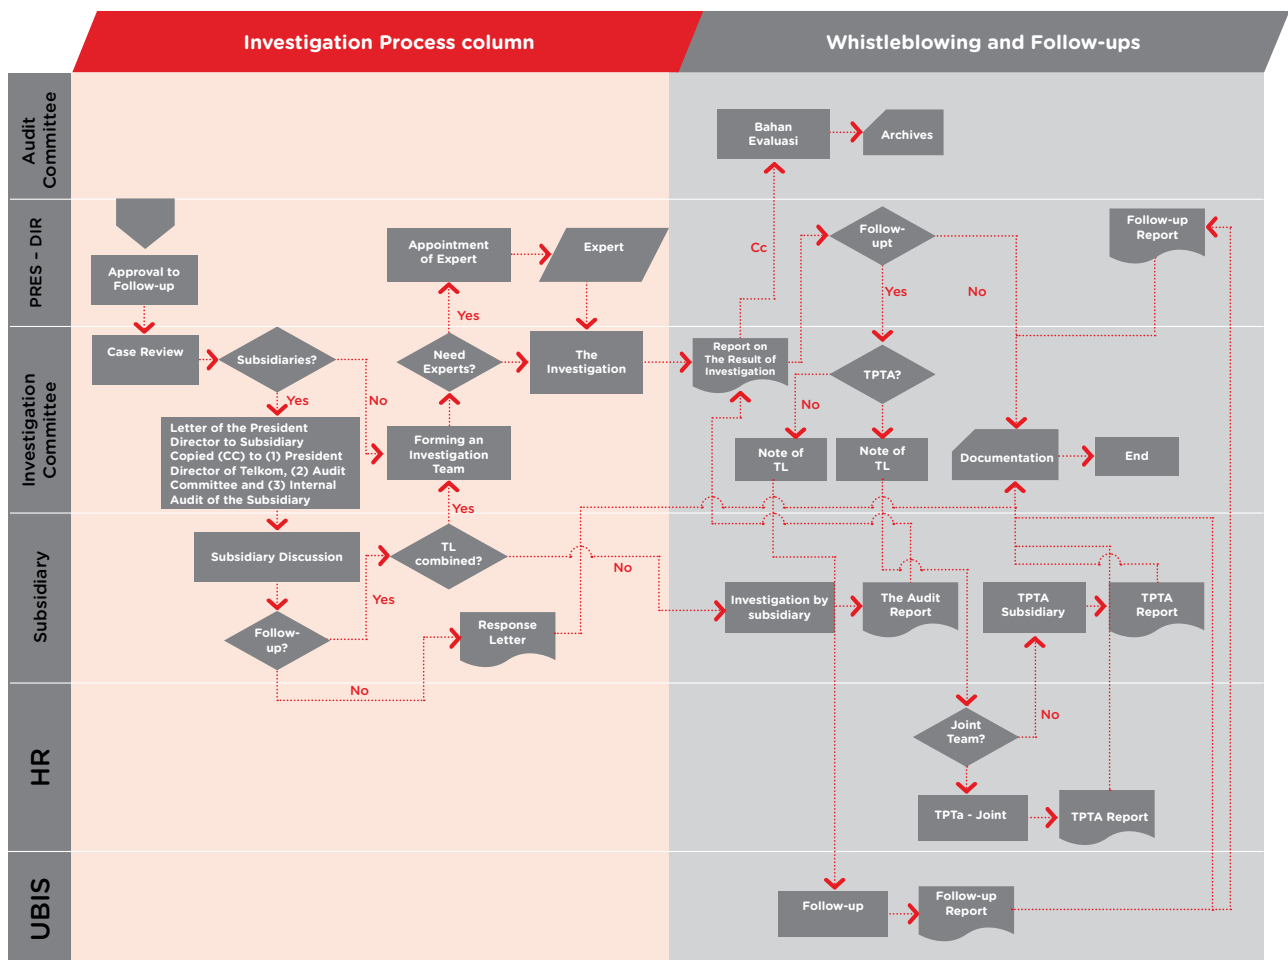 Investigation Process column
Whistleblowing and Follow-ups
Audit
Committee
Bahan
Evaluasi
Archives
PRES - DIR
Approval to
Follow-up
Appointment
of Expert
Expert
Cc
Follow-
upt
Follow-up
Report
Yes
Yes
No
Investigation
Committee
Case Review
Subsidiaries?
Need
Experts?
The
Investigation
Report on
The Result of
Investigation
TPTA?
Yes
No
No
Letter of the President
Director to Subsidiary
Copied (CC) to (1) President
Director of Telkom, (2) Audit
Committee and (3) Internal
Audit of the Subsidiary
Forming an
Investigation
Team
Note of
TL
Note of
TL
Documentation
End
Yes
Subsidiary
Subsidiary Discussion
TL
combined?
No
Yes
Investigation by
subsidiary
The Audit
Report
TPTA
Subsidiary
TPTA
Report
Follow-
up?
Response
Letter
No
HR
Joint
Team?
No
TPTa - Joint
TPTA Report
UBIS
Follow-up
Follow-up
Report